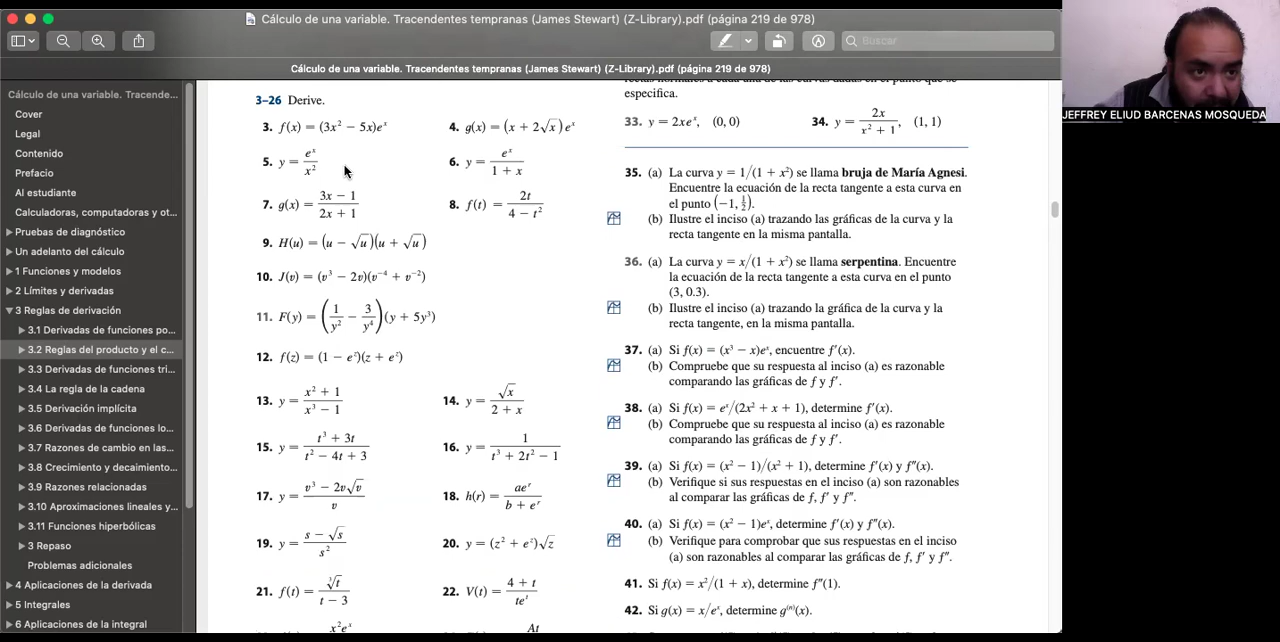 Cálculo de una variable. Tracendentes tempranas (James Stewart) (Z-Library).pdf (página 219 de 978)
Buscar
Cálculo de una variable. Tracendentes tempranas (James Stewart) (Z-Library).pdf (página 219 de 978)
JEFFREY ELIUD BARCENAS MOSQUEDA
Cálculo de una variable. Tracende...
Cover
Legal
Contenido
Prefacio
Al estudiante
Calculadoras, computadoras y ot...
Pruebas de diagnóstico
Un adelanto del cálculo
1 Funciones y modelos
2 Límites y derivadas
3 Reglas de derivación
3.1 Derivadas de funciones po...
3.2 Reglas del producto y el c...
3.3 Derivadas de funciones tri...
3.4 La regla de la cadena
3.5 Derivación implícita
3.6 Derivadas de funciones lo...
3.7 Razones de cambio en las...
3.8 Crecimiento y decaimiento...
3.9 Razones relacionadas
3.10 Aproximaciones lineales y...
3.11 Funciones hiperbólicas
3 Repaso
Problemas adicionales
4 Aplicaciones de la derivada
5 Integrales
6 Aplicaciones de la integral
3–26 Derive.
3. f(x) = (3x² − 5x)eˣ
4. g(x) = (x + 2√x)eˣ
5. y = eˣ/x²
6. y = eˣ/(1 + x)
7. g(x) = (3x − 1)/(2x + 1)
8. f(t) = 2t/(4 − t²)
9. H(u) = (u − √u)(u + √u)
10. J(v) = (v³ − 2v)(v⁻⁴ + v⁻²)
11. F(y) = (1/y² − 3/y⁴)(y + 5y³)
12. f(z) = (1 − eᶻ)(z + eᶻ)
13. y = (x² + 1)/(x³ − 1)
14. y = √x/(2 + x)
15. y = (t³ + 3t)/(t² − 4t + 3)
16. y = 1/(t³ + 2t² − 1)
17. y = (v³ − 2v√v)/v
18. h(r) = aeʳ/(b + eʳ)
19. y = (s − √s)/s²
20. y = (z² + eᶻ)√z
21. f(t) = ∛t/(t − 3)
22. V(t) = (4 + t)/teᵗ
x²eˣ
At
especifica.
33. y = 2xeˣ, (0, 0)
34. y = 2x/(x² + 1), (1, 1)
35. (a) La curva y = 1/(1 + x²) se llama bruja de María Agnesi.
Encuentre la ecuación de la recta tangente a esta curva en
el punto (−1, ½).
(b) Ilustre el inciso (a) trazando las gráficas de la curva y la
recta tangente en la misma pantalla.
36. (a) La curva y = x/(1 + x²) se llama serpentina. Encuentre
la ecuación de la recta tangente a esta curva en el punto
(3, 0.3).
(b) Ilustre el inciso (a) trazando la gráfica de la curva y la
recta tangente, en la misma pantalla.
37. (a) Si f(x) = (x³ − x)eˣ, encuentre f′(x).
(b) Compruebe que su respuesta al inciso (a) es razonable
comparando las gráficas de f y f′.
38. (a) Si f(x) = eˣ/(2x² + x + 1), determine f′(x).
(b) Compruebe que su respuesta al inciso (a) es razonable
comparando las gráficas de f y f′.
39. (a) Si f(x) = (x² − 1)/(x² + 1), determine f′(x) y f″(x).
(b) Verifique si sus respuestas en el inciso (a) son razonables
al comparar las gráficas de f, f′ y f″.
40. (a) Si f(x) = (x² − 1)eˣ, determine f′(x) y f″(x).
(b) Verifique para comprobar que sus respuestas en el inciso
(a) son razonables al comparar las gráficas de f, f′ y f″.
41. Si f(x) = x²/(1 + x), determine f″(1).
42. Si g(x) = x/eˣ, determine g⁽ⁿ⁾(x).